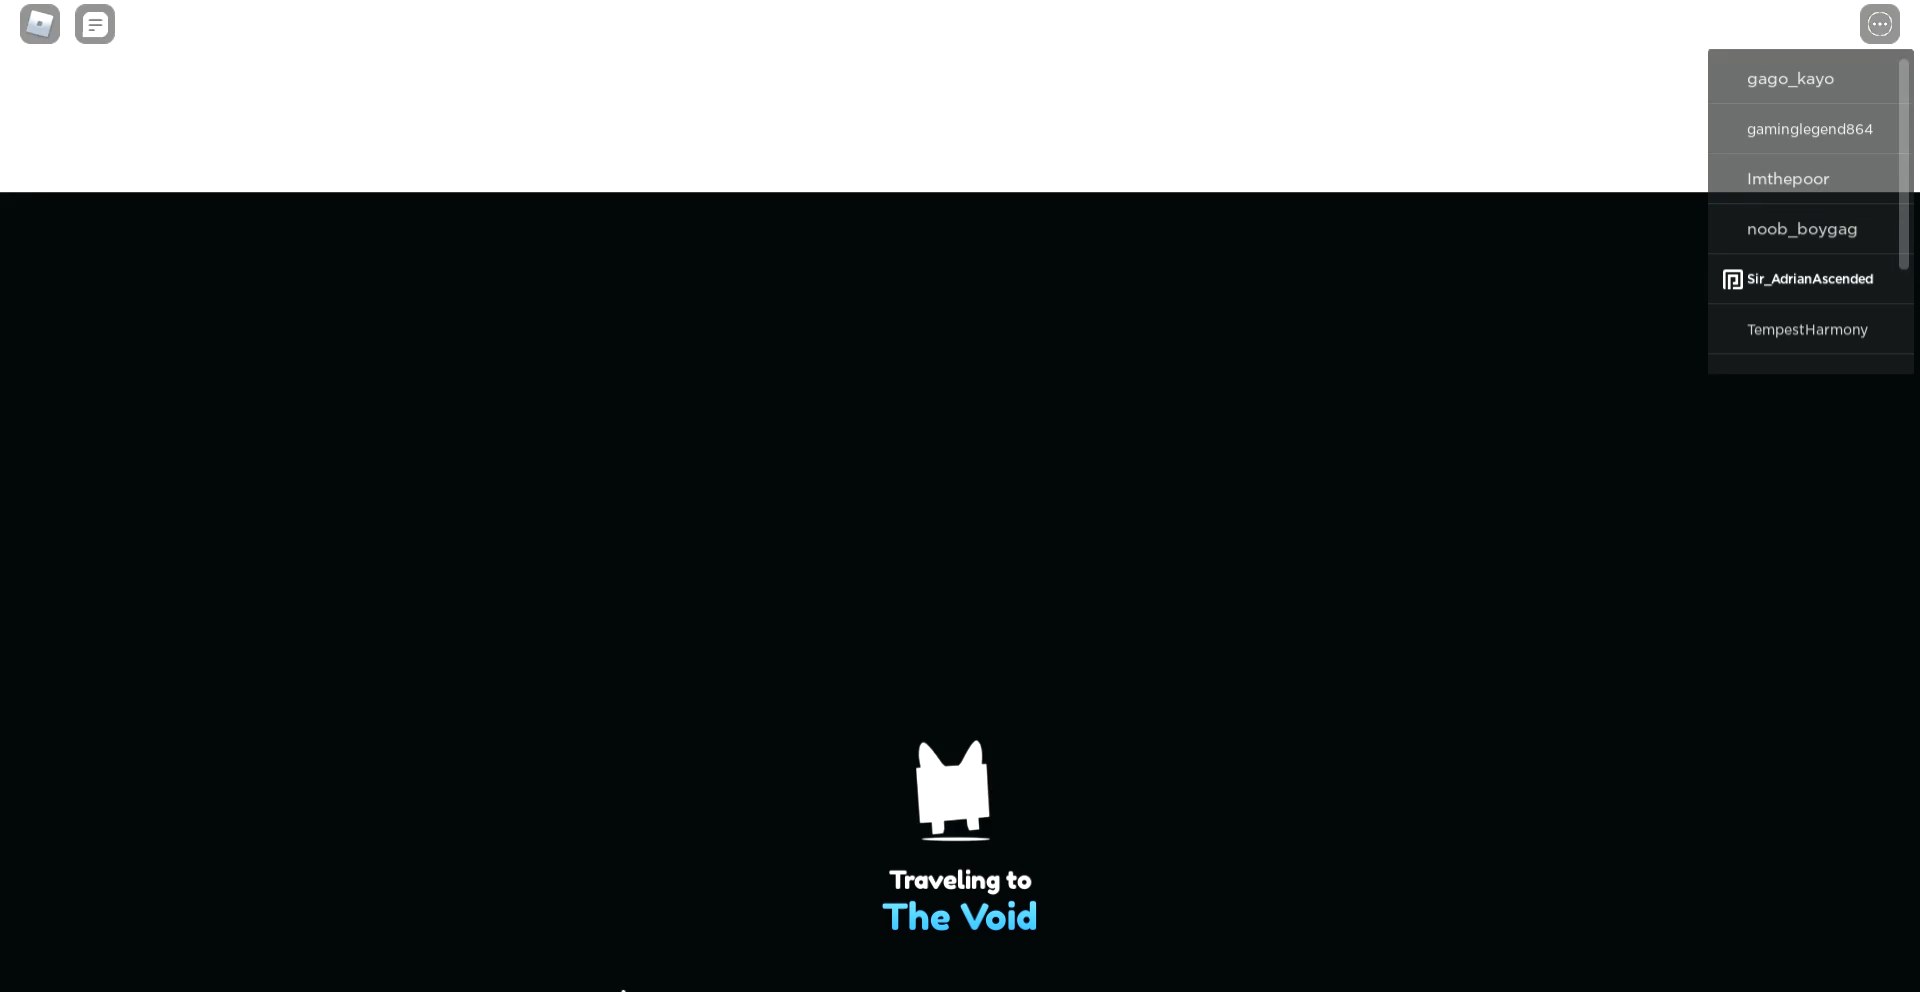 gago_kayo
gaminglegend864
Imthepoor
noob_boygag
Sir_AdrianAscended
TempestHarmony
Traveling to
The Void